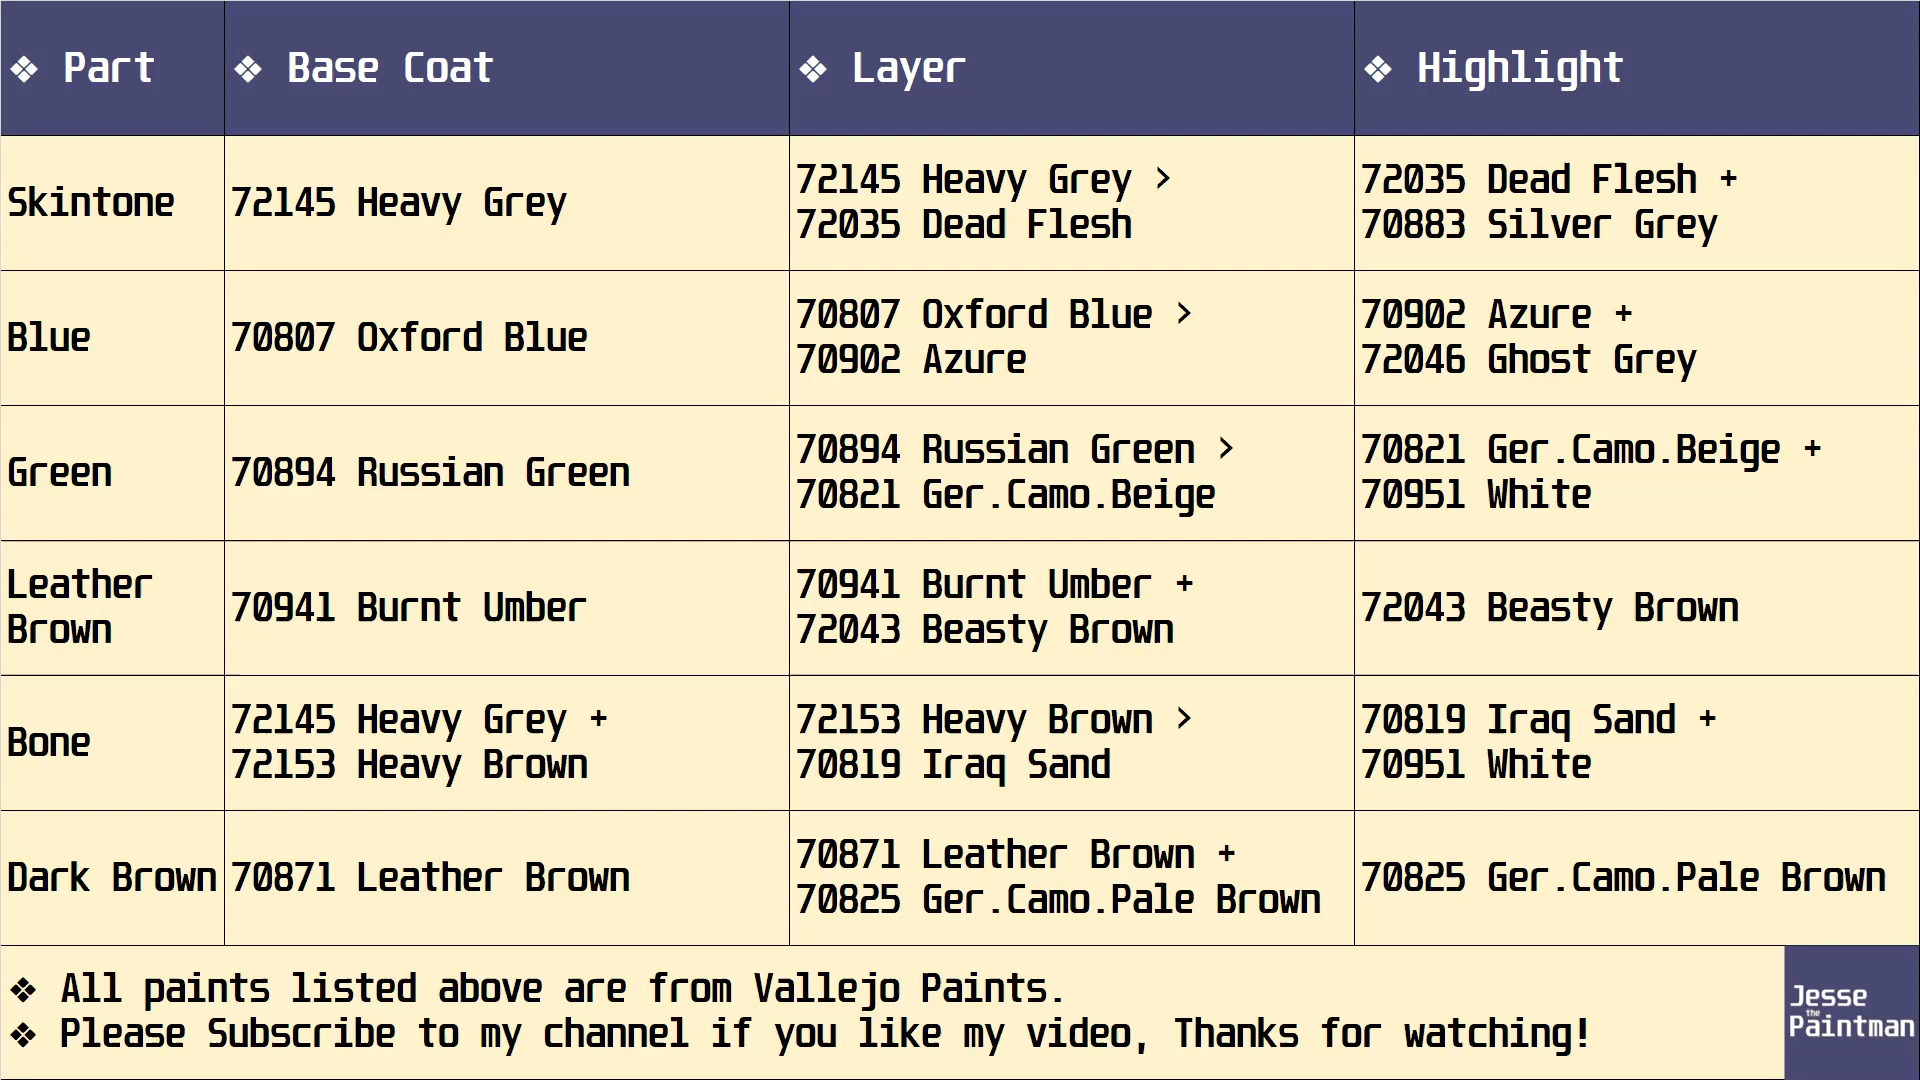 ❖ Part ❖ Base Coat ❖ Layer ❖ Highlight
Skintone
72145 Heavy Grey
72145 Heavy Grey >
72035 Dead Flesh
72035 Dead Flesh +
70883 Silver Grey
Blue
70807 Oxford Blue
70807 Oxford Blue >
70902 Azure
70902 Azure +
72046 Ghost Grey
Green
70894 Russian Green
70894 Russian Green >
70821 Ger.Camo.Beige
70821 Ger.Camo.Beige +
70951 White
Leather
Brown
70941 Burnt Umber
70941 Burnt Umber +
72043 Beasty Brown
72043 Beasty Brown
Bone
72145 Heavy Grey +
72153 Heavy Brown
72153 Heavy Brown >
70819 Iraq Sand
70819 Iraq Sand +
70951 White
Dark Brown
70871 Leather Brown
70871 Leather Brown +
70825 Ger.Camo.Pale Brown
70825 Ger.Camo.Pale Brown
❖ All paints listed above are from Vallejo Paints.
❖ Please Subscribe to my channel if you like my video, Thanks for watching!
Jesse
the
Paintman